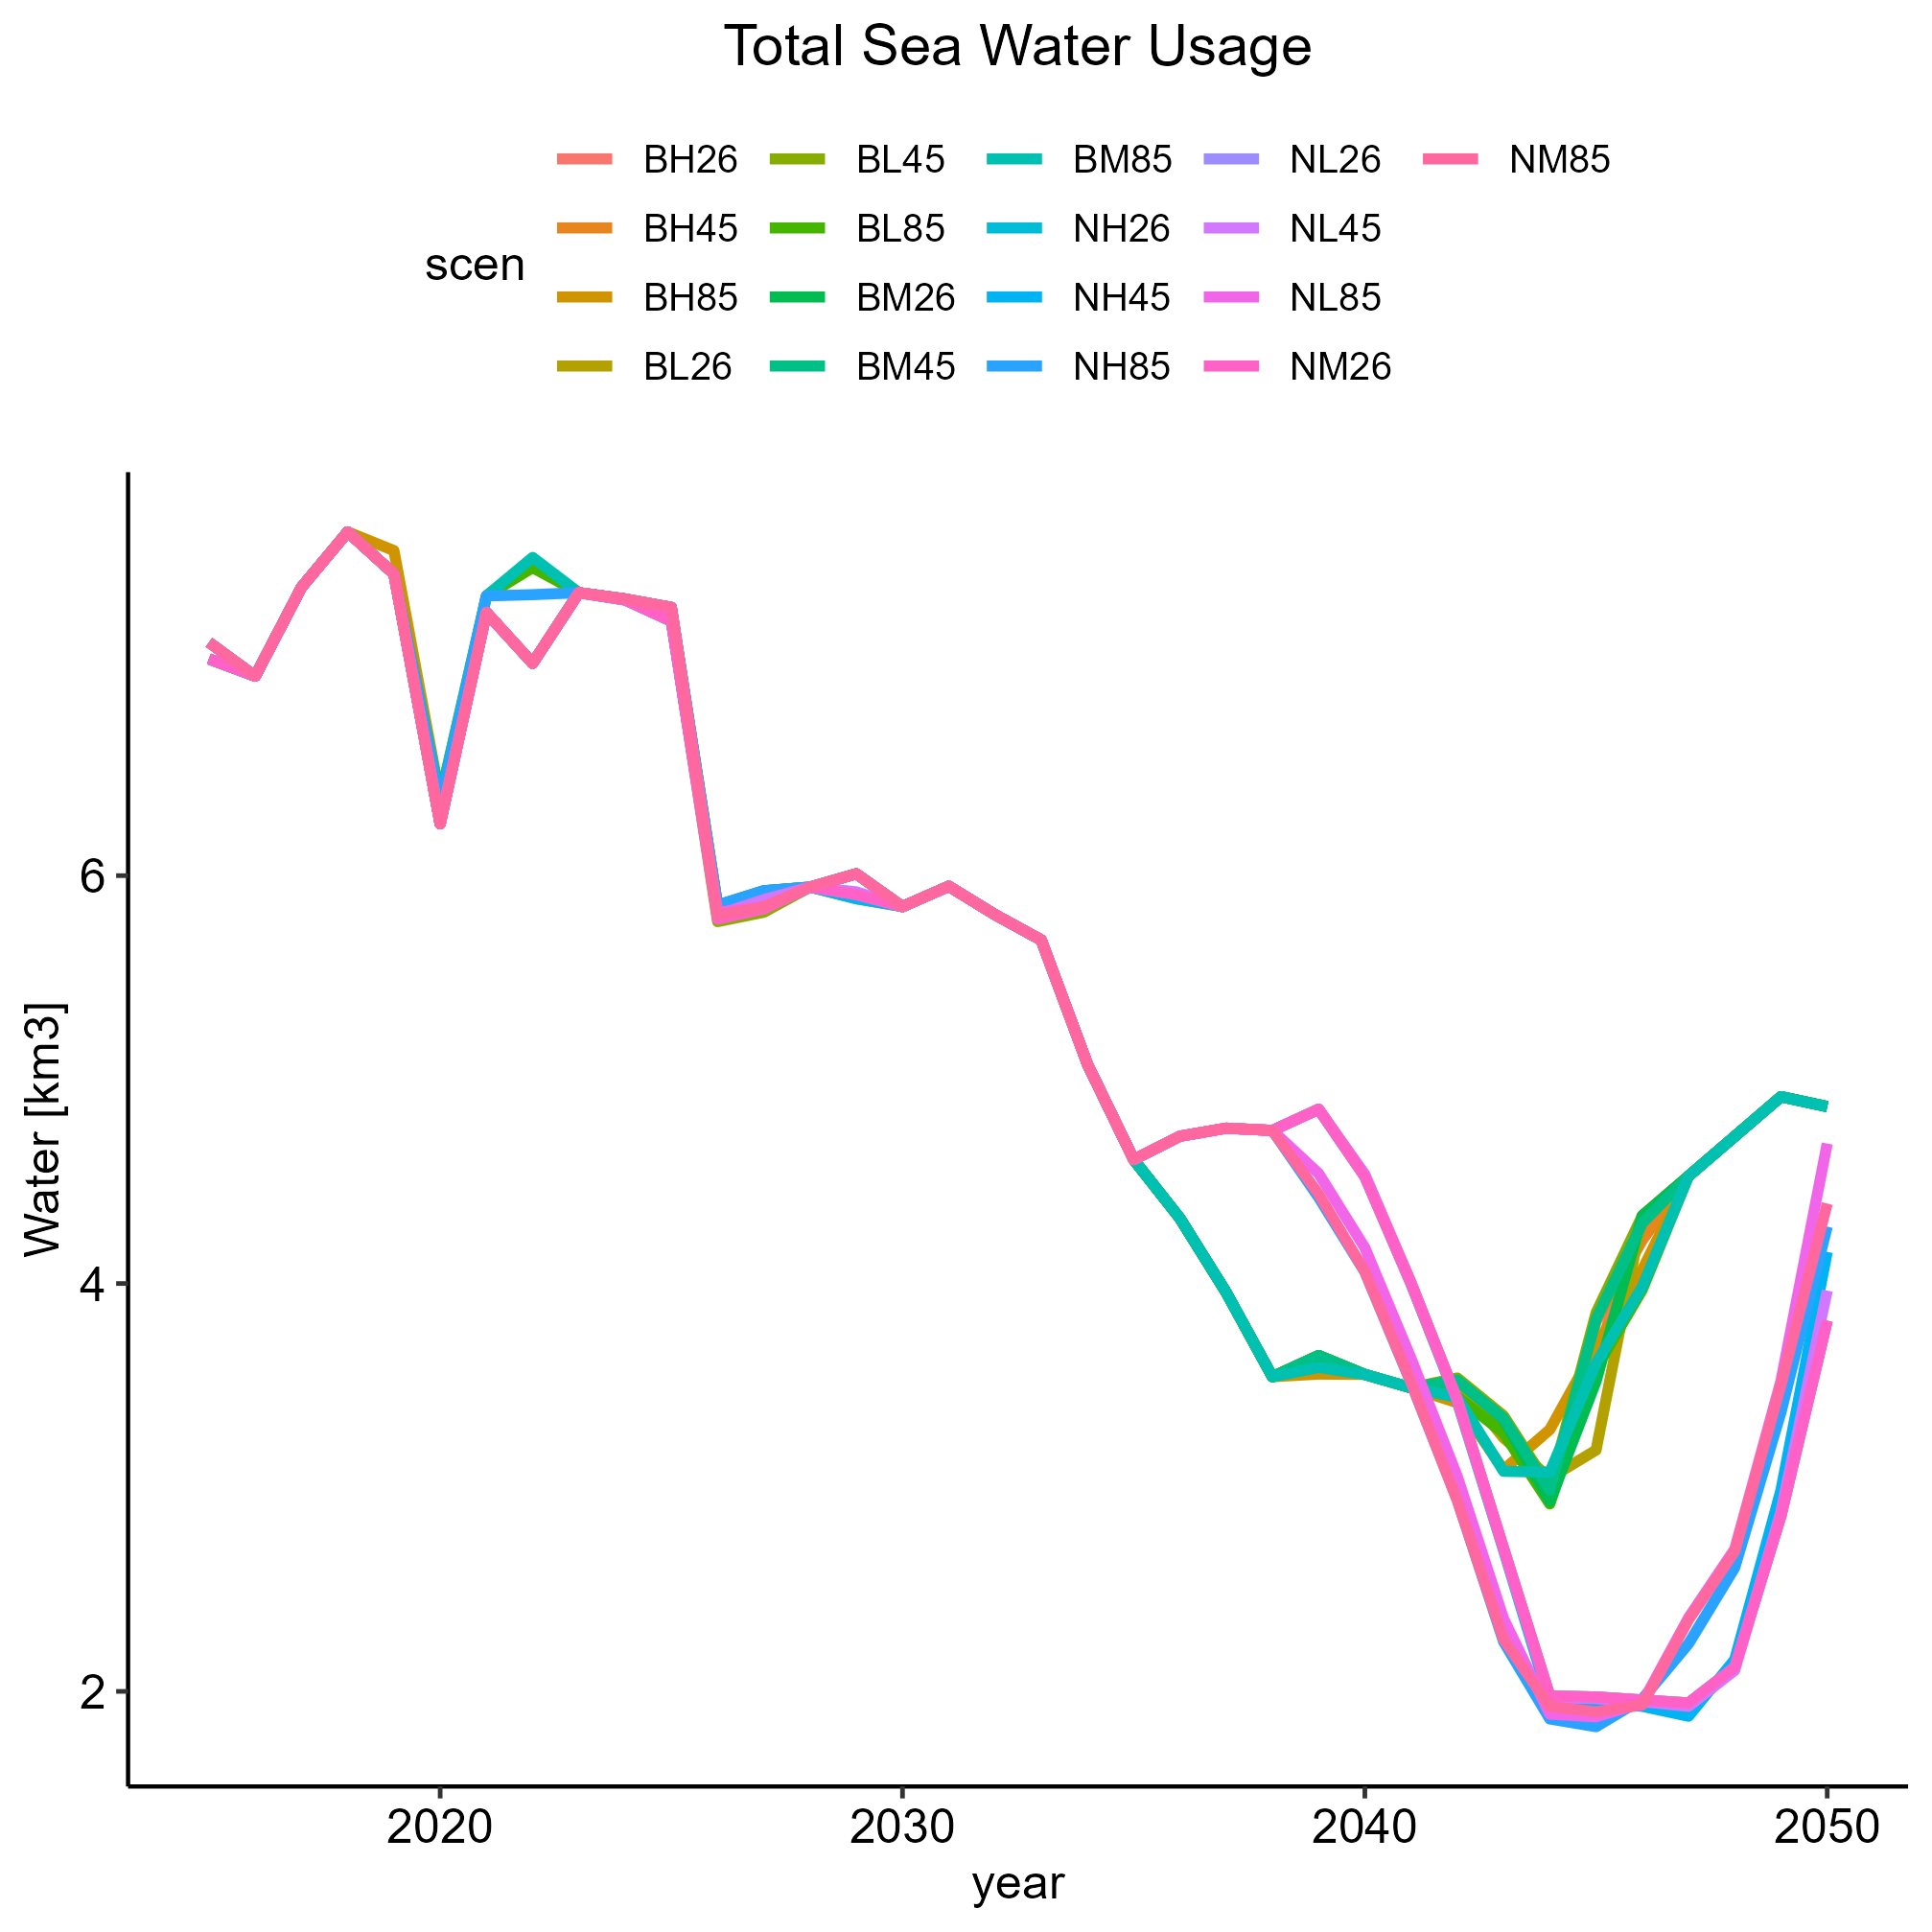 Total Sea Water Usage
scen
BH26 BL45 BM85 NL26 NM85
BH45 BL85 NH26 NL45
BH85 BM26 NH45 NL85
BL26 BM45 NH85 NM26
Water [km3]
6
4
2
2020 2030 2040 2050
year